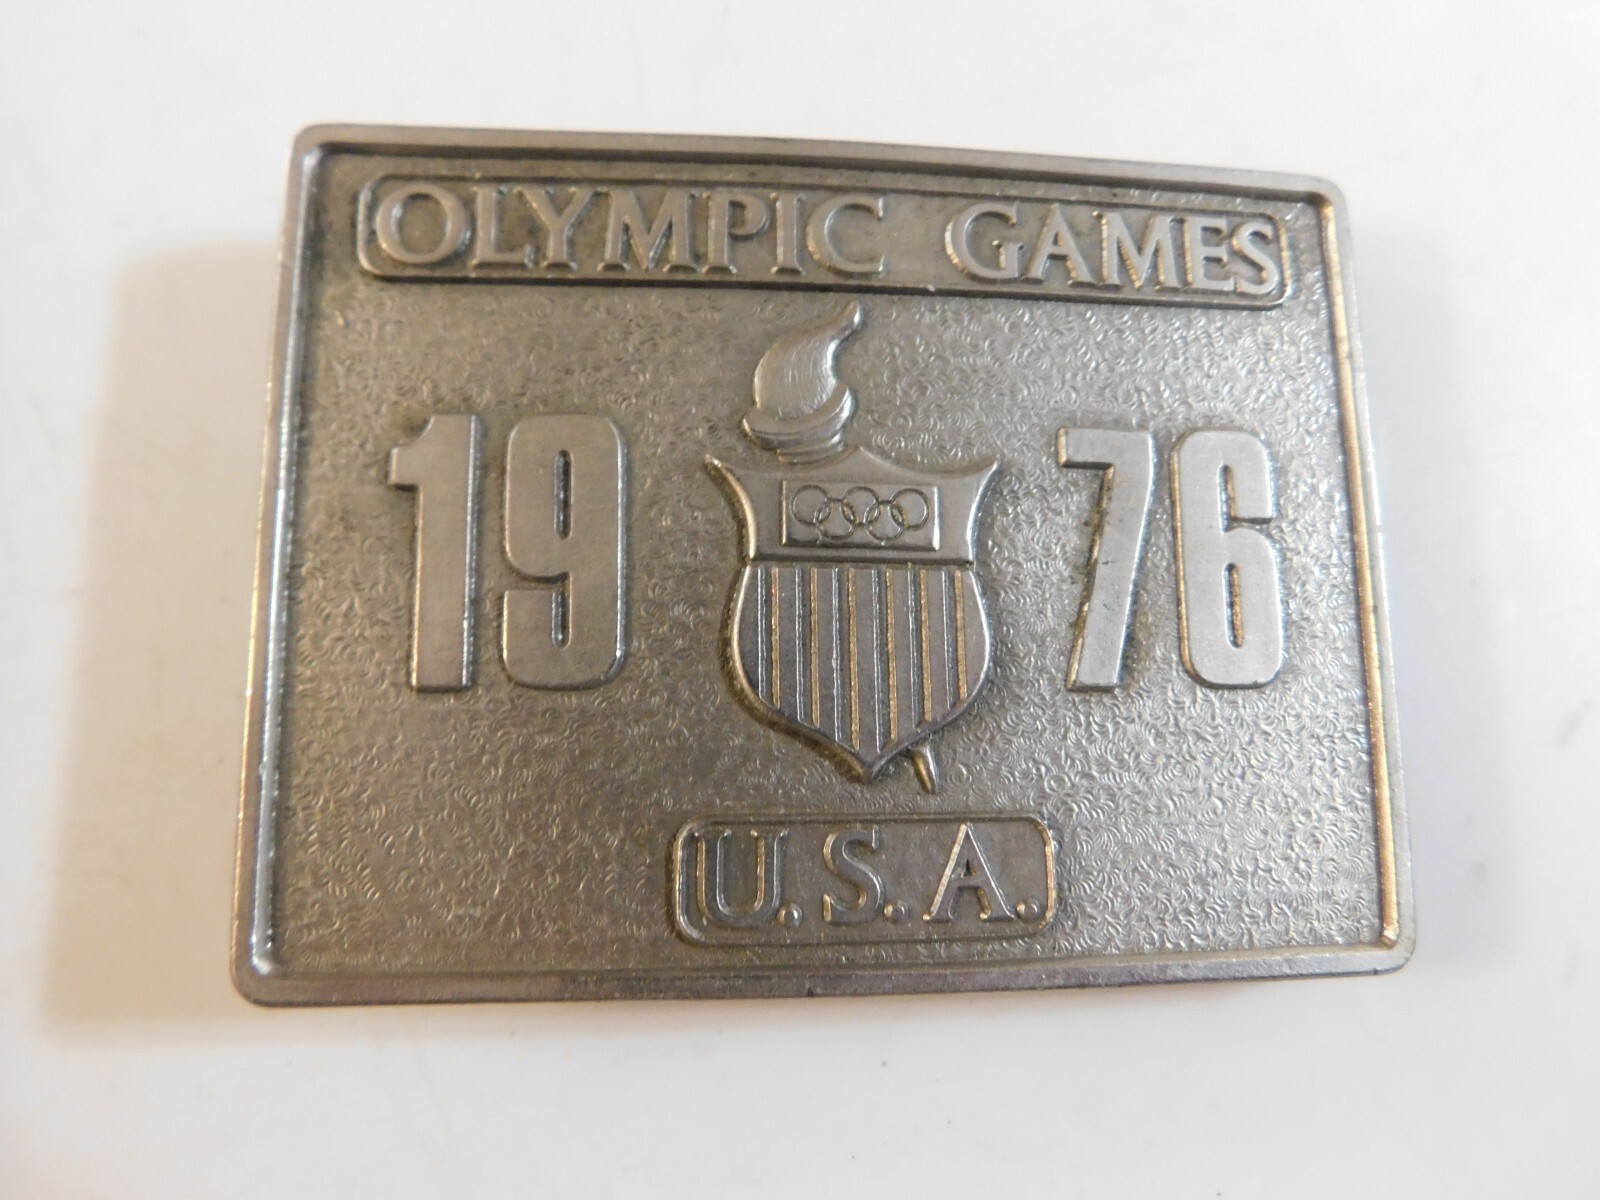 OLYMPIC GAMES
19 76
U.S.A.